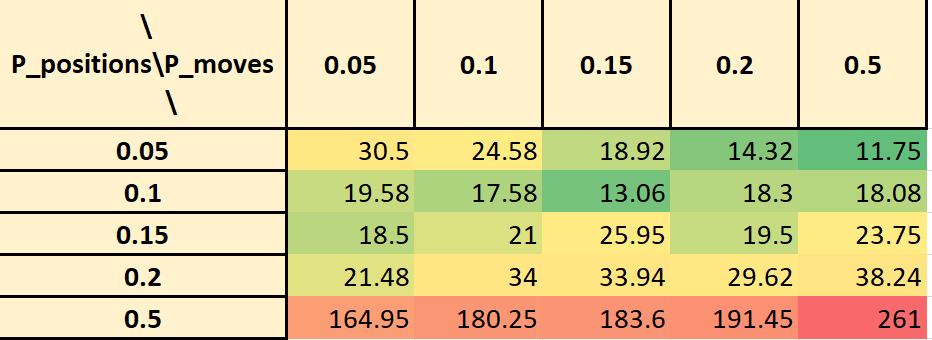 \
P_positions\P_moves
\
0.05 0.1 0.15 0.2 0.5
0.05 30.5 24.58 18.92 14.32 11.75
0.1 19.58 17.58 13.06 18.3 18.08
0.15 18.5 21 25.95 19.5 23.75
0.2 21.48 34 33.94 29.62 38.24
0.5 164.95 180.25 183.6 191.45 261